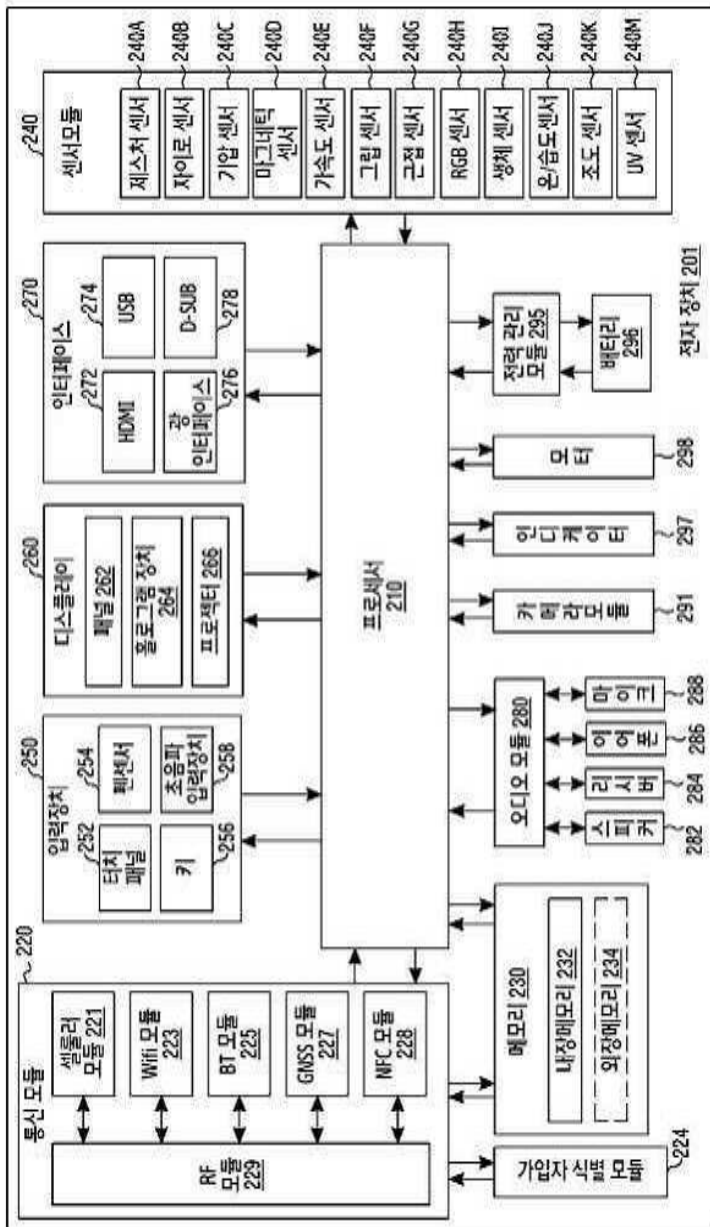 통신 모듈
220
RF
모듈
229
셀룰러
모듈 221
Wifi 모듈
223
BT 모듈
225
GNSS 모듈
227
NFC 모듈
228
입력장치
250
252
254
터치
패널
펜센서
키
초음파
입력장치
256
258
디스플레이
260
패널 262
홀로그램 장치
264
프로젝터 266
인터페이스
270
272
274
HDMI
USB
광
인터페이스
D-SUB
276
278
센서모듈
240
제스처 센서
240A
자이로 센서
240B
기압 센서
240C
마그네틱
센서
240D
가속도 센서
240E
그립 센서
240F
근접 센서
240G
RGB 센서
240H
생체 센서
240I
온/습도센서
240J
조도 센서
240K
UV 센서
240M
프로세서
210
가입자 식별 모듈
224
메모리 230
내장메모리 232
외장메모리 234
오디오 모듈 280
스피커
리시버
이어폰
마이크
282
284
286
288
카메라모듈
291
인디케이터
297
모터
298
전력 관리
모듈 295
배터리
296
전자 장치 201